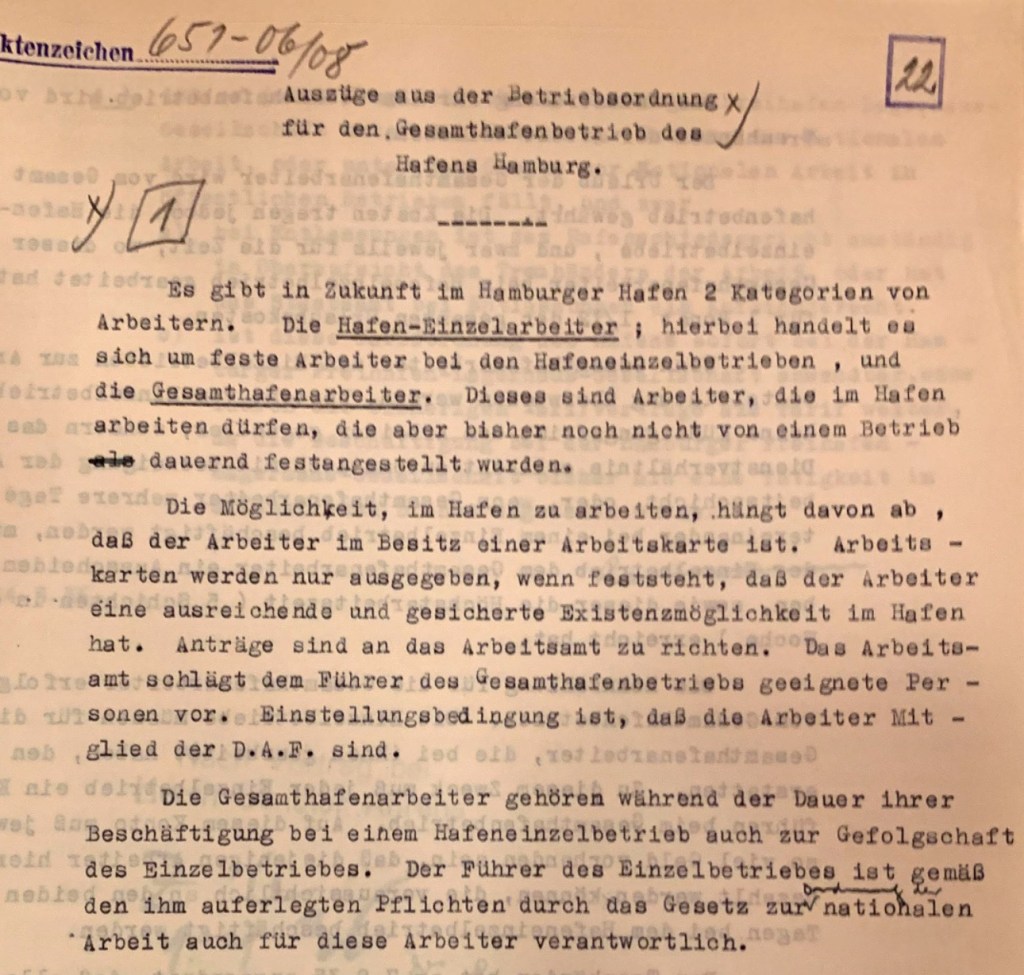 ktenzeichen 651-06/08
22
Auszüge aus der Betriebsordnung x)
für den Gesamthafenbetrieb des
Hafens Hamburg.
x) 1
--------
Es gibt in Zukunft im Hamburger Hafen 2 Kategorien von
Arbeitern. Die Hafen-Einzelarbeiter ; hierbei handelt es
sich um feste Arbeiter bei den Hafeneinzelbetrieben , und
die Gesamthafenarbeiter. Dieses sind Arbeiter, die im Hafen
arbeiten dürfen, die aber bisher noch nicht von einem Betrieb
als dauernd festangestellt wurden.
Die Möglichkeit, im Hafen zu arbeiten, hängt davon ab ,
daß der Arbeiter im Besitz einer Arbeitskarte ist. Arbeits -
karten werden nur ausgegeben, wenn feststeht, daß der Arbeiter
eine ausreichende und gesicherte Existenzmöglichkeit im Hafen
hat. Anträge sind an das Arbeitsamt zu richten. Das Arbeits-
amt schlägt dem Führer des Gesamthafenbetriebs geeignete Per -
sonen vor. Einstellungsbedingung ist, daß die Arbeiter Mit -
glied der D.A.F. sind.
Die Gesamthafenarbeiter gehören während der Dauer ihrer
Beschäftigung bei einem Hafeneinzelbetrieb auch zur Gefolgschaft
des Einzelbetriebes. Der Führer des Einzelbetriebes ist gemäß
Ordnung der
den ihm auferlegten Pflichten durch das Gesetz zur nationalen
Arbeit auch für diese Arbeiter verantwortlich.